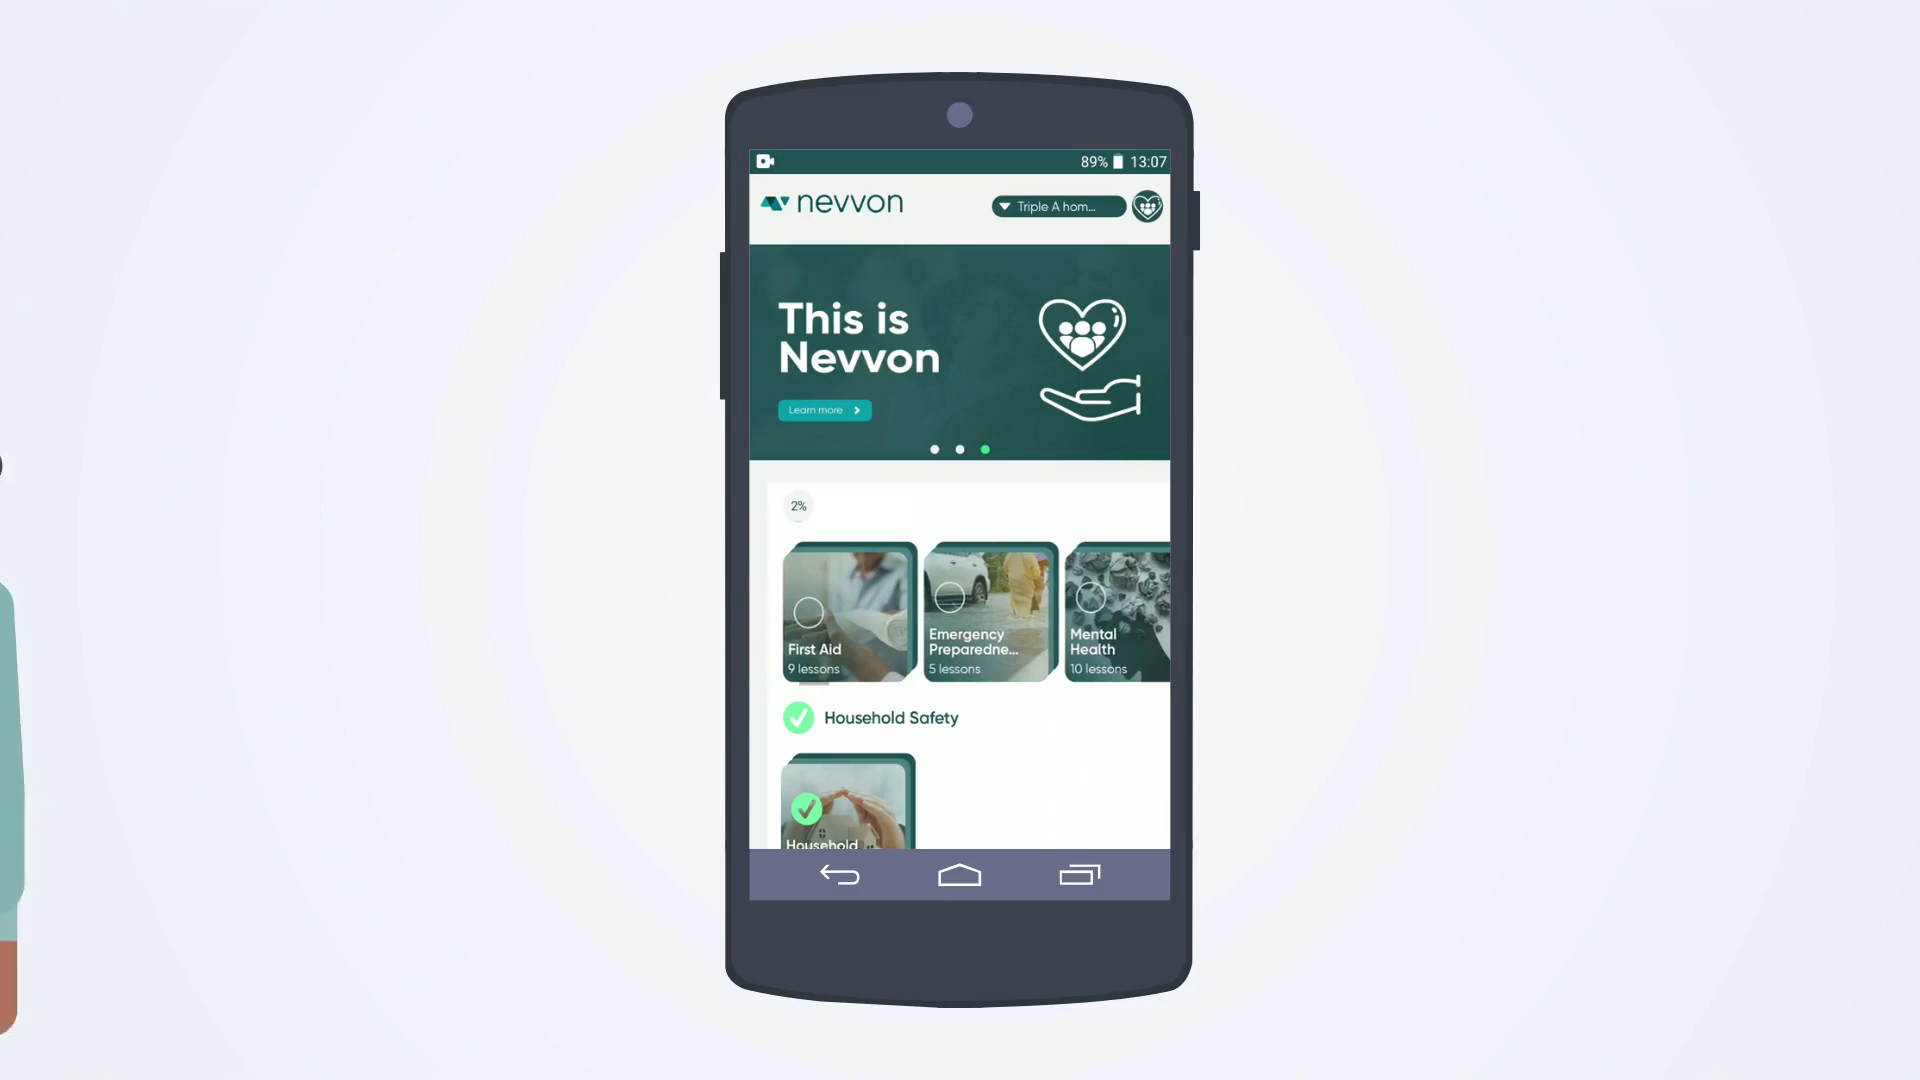 89% 13:07
nevvon
Triple A hom...
This is
Nevvon
Learn more
2%
First Aid
9 lessons
Emergency
Preparedne...
5 lessons
Mental
Health
10 lessons
Household Safety
Household